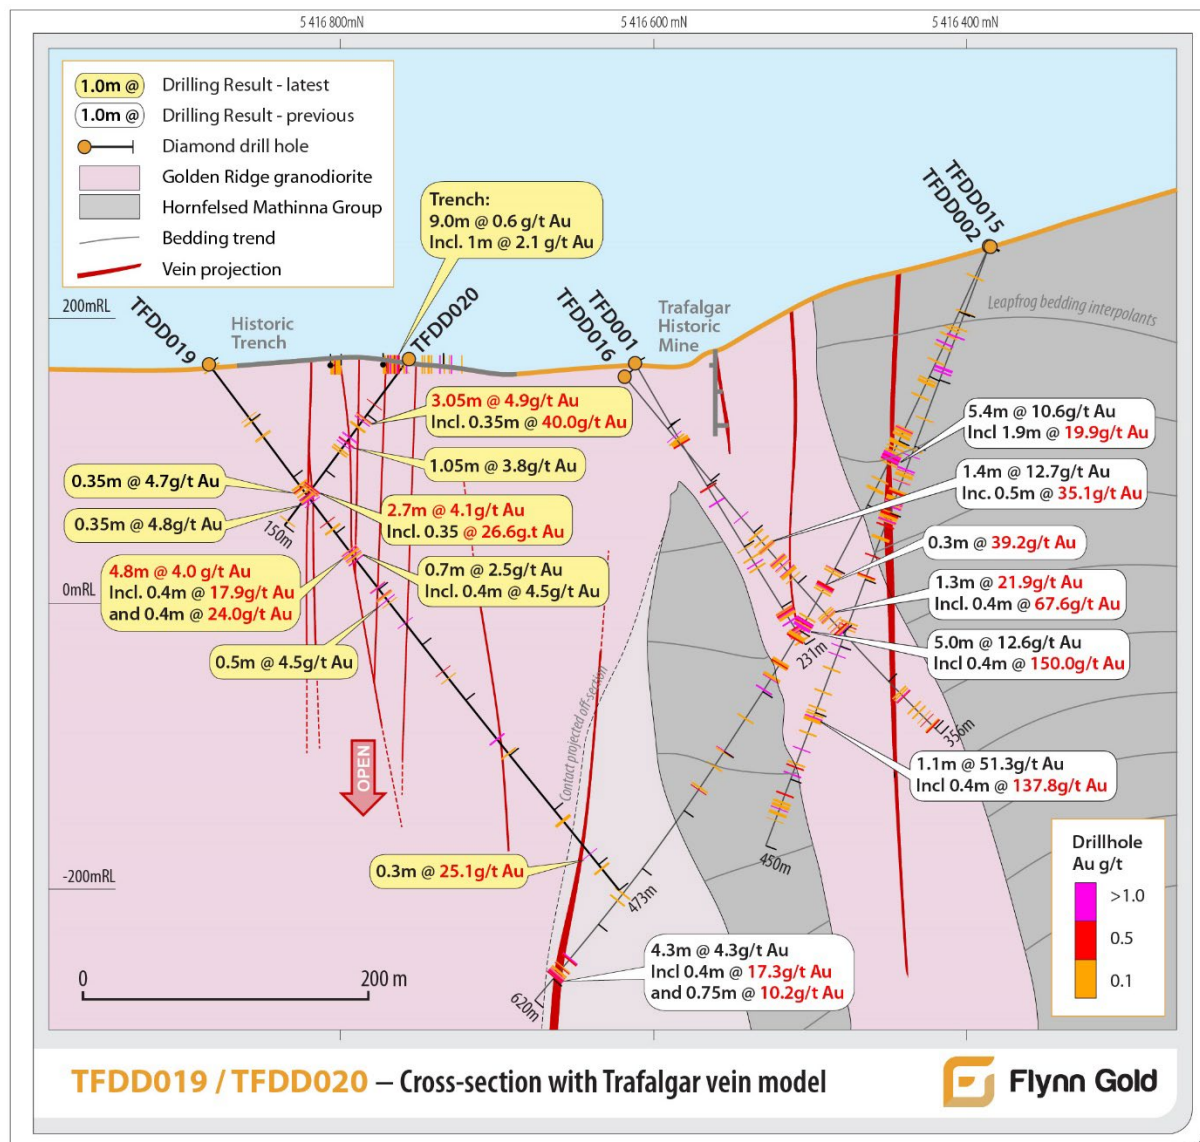 5 416 800mN
5 416 600 mN
5 416 400 mN
1.0m @ Drilling Result - latest
1.0m @ Drilling Result - previous
Diamond drill hole
Golden Ridge granodiorite
Hornfelsed Mathinna Group
Bedding trend
Vein projection
Trench:
9.0m @ 0.6 g/t Au
Incl. 1m @ 2.1 g/t Au
TFDD015
TFDD002
200mRL
TFDD019
Historic
Trench
TFDD020
TFD001
TFDD016
Trafalgar
Historic
Mine
Leapfrog bedding interpolants
3.05m @ 4.9g/t Au
Incl. 0.35m @ 40.0g/t Au
5.4m @ 10.6g/t Au
Incl 1.9m @ 19.9g/t Au
1.05m @ 3.8g/t Au
1.4m @ 12.7g/t Au
Inc. 0.5m @ 35.1g/t Au
0.35m @ 4.7g/t Au
0.35m @ 4.8g/t Au
150m
2.7m @ 4.1g/t Au
Incl. 0.35 @ 26.6g.t Au
0.3m @ 39.2g/t Au
4.8m @ 4.0 g/t Au
Incl. 0.4m @ 17.9g/t Au
and 0.4m @ 24.0g/t Au
0.7m @ 2.5g/t Au
Incl. 0.4m @ 4.5g/t Au
1.3m @ 21.9g/t Au
Incl. 0.4m @ 67.6g/t Au
0mRL
0.5m @ 4.5g/t Au
5.0m @ 12.6g/t Au
Incl 0.4m @ 150.0g/t Au
231m
356m
Contact projected off-section
OPEN
1.1m @ 51.3g/t Au
Incl 0.4m @ 137.8g/t Au
450m
0.3m @ 25.1g/t Au
-200mRL
473m
4.3m @ 4.3g/t Au
Incl 0.4m @ 17.3g/t Au
and 0.75m @ 10.2g/t Au
620m
Drillhole
Au g/t
>1.0
0.5
0.1
0
200 m
TFDD019 / TFDD020 – Cross-section with Trafalgar vein model
Flynn Gold